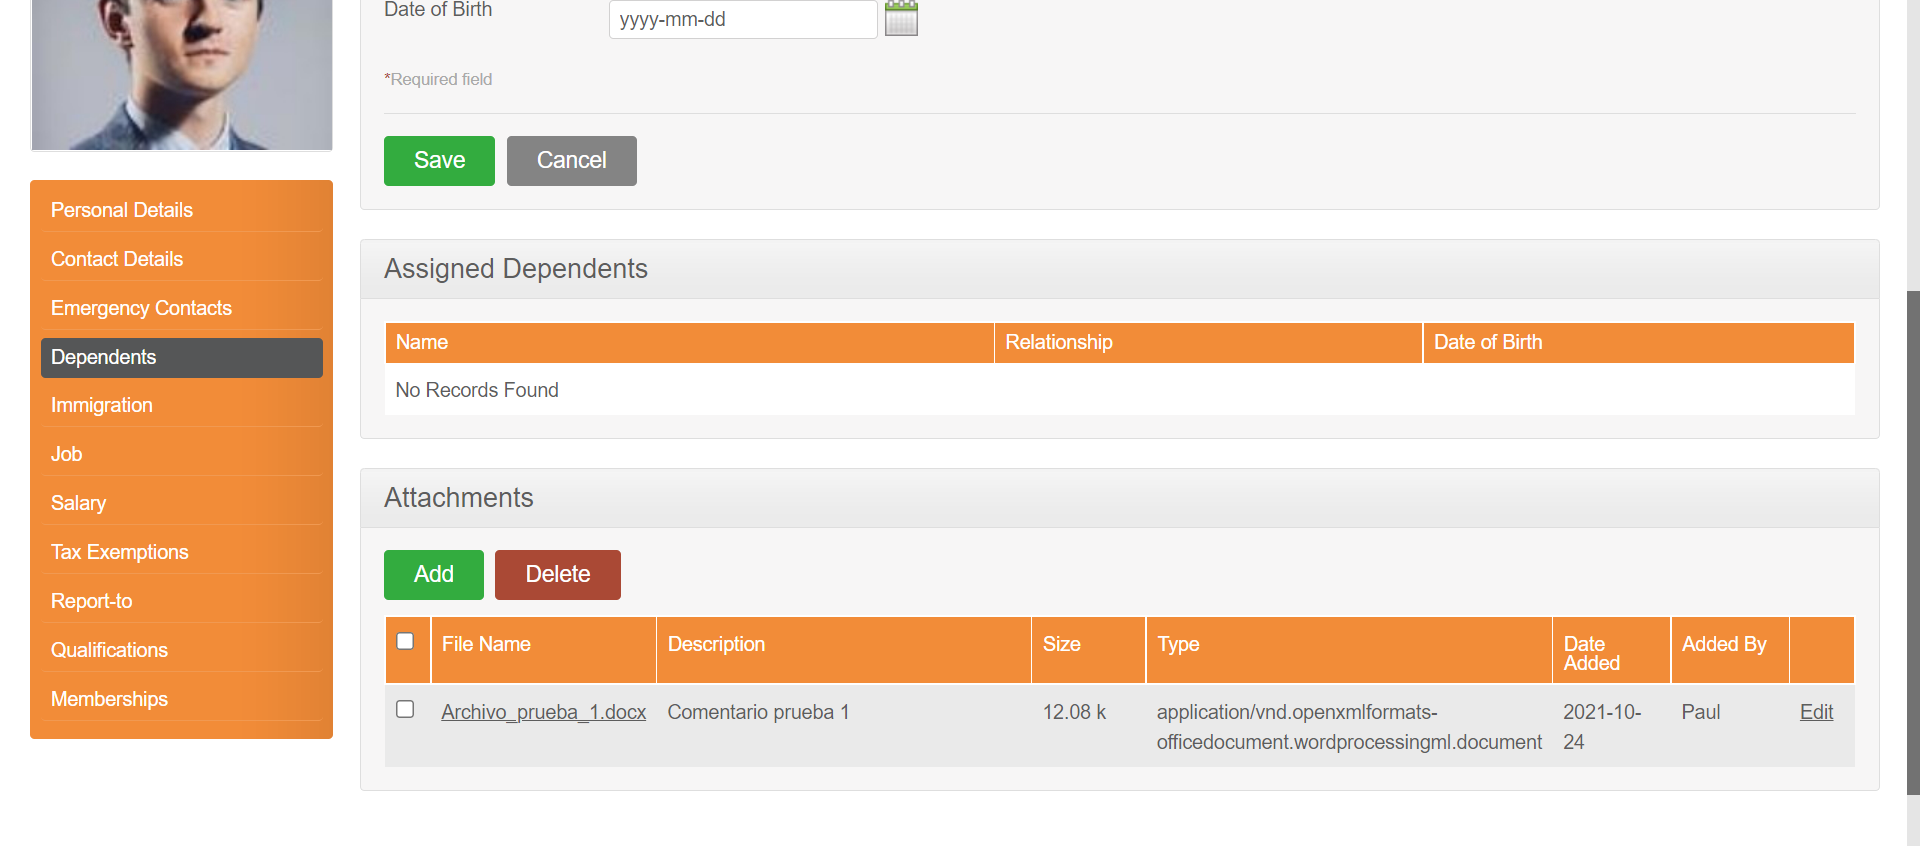 Date of Birth
yyyy-mm-dd
*Required field
Save
Cancel
Personal Details
Contact Details
Emergency Contacts
Dependents
Immigration
Job
Salary
Tax Exemptions
Report-to
Qualifications
Memberships
Assigned Dependents
Name Relationship Date of Birth
No Records Found
Attachments
Add
Delete
File Name Description Size Type Date Added Added By
Archivo_prueba_1.docx Comentario prueba 1 12.08 k application/vnd.openxmlformats-officedocument.wordprocessingml.document 2021-10-24 Paul Edit